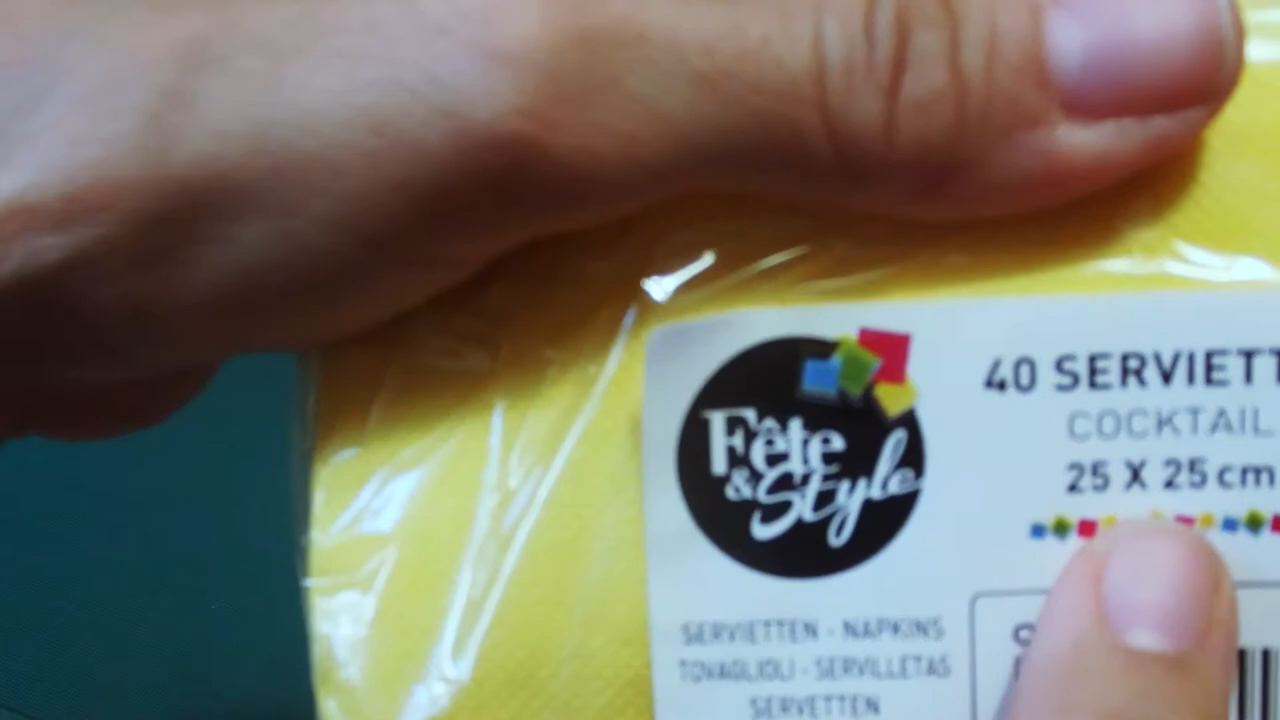 Fête
& Style
40 SERVIETT
COCKTAIL
25 X 25 cm
SERVIETTEN - NAPKINS
TOVAGLIOLI - SERVILLETAS
SERVETTEN